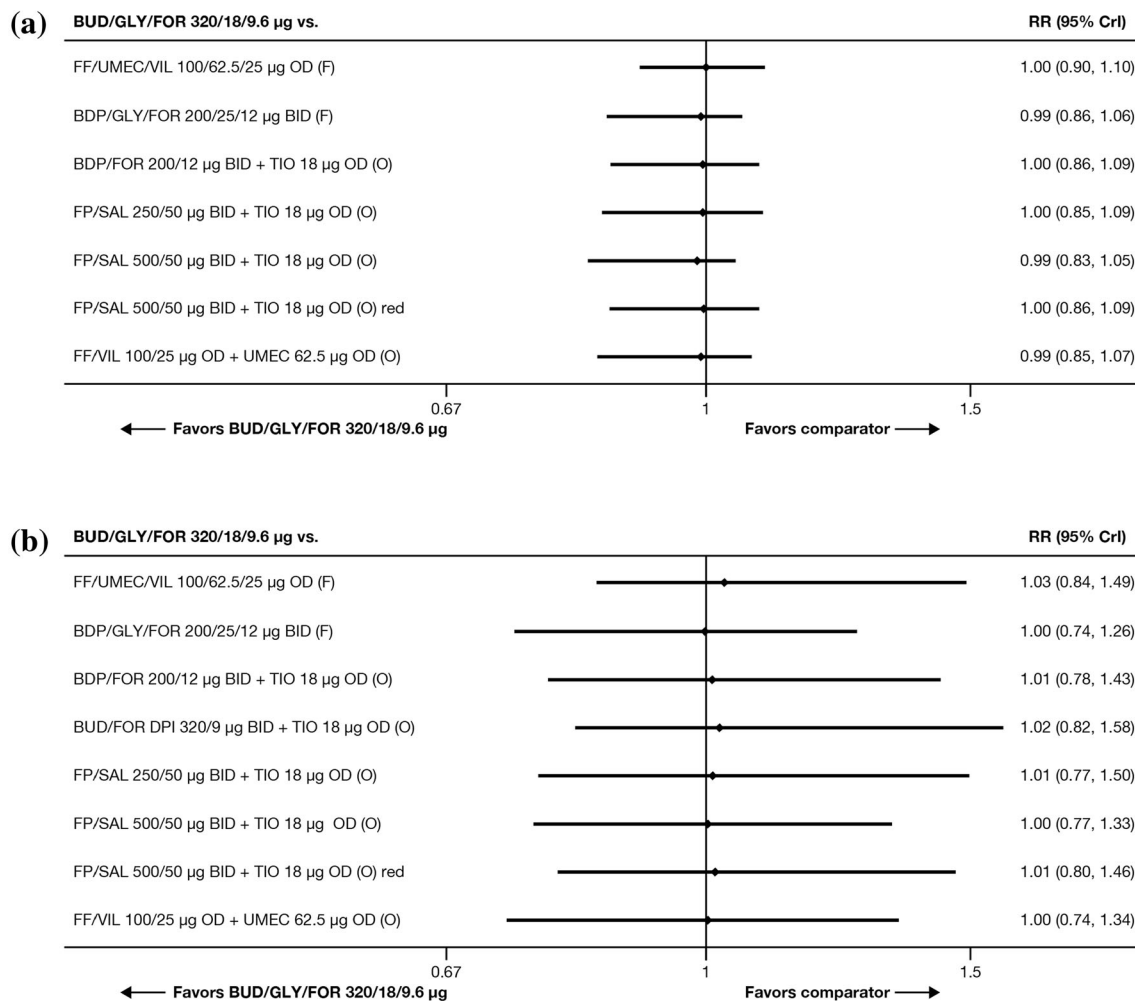 (a)
BUD/GLY/FOR 320/18/9.6 µg vs. RR (95% CrI)
FF/UMEC/VIL 100/62.5/25 µg OD (F) 1.00 (0.90, 1.10)
BDP/GLY/FOR 200/25/12 µg BID (F) 0.99 (0.86, 1.06)
BDP/FOR 200/12 µg BID + TIO 18 µg OD (O) 1.00 (0.86, 1.09)
FP/SAL 250/50 µg BID + TIO 18 µg OD (O) 1.00 (0.85, 1.09)
FP/SAL 500/50 µg BID + TIO 18 µg OD (O) 0.99 (0.83, 1.05)
FP/SAL 500/50 µg BID + TIO 18 µg OD (O) red 1.00 (0.86, 1.09)
FF/VIL 100/25 µg OD + UMEC 62.5 µg OD (O) 0.99 (0.85, 1.07)
0.67 1 1.5
Favors BUD/GLY/FOR 320/18/9.6 µg Favors comparator
(b)
BUD/GLY/FOR 320/18/9.6 µg vs. RR (95% CrI)
FF/UMEC/VIL 100/62.5/25 µg OD (F) 1.03 (0.84, 1.49)
BDP/GLY/FOR 200/25/12 µg BID (F) 1.00 (0.74, 1.26)
BDP/FOR 200/12 µg BID + TIO 18 µg OD (O) 1.01 (0.78, 1.43)
BUD/FOR DPI 320/9 µg BID + TIO 18 µg OD (O) 1.02 (0.82, 1.58)
FP/SAL 250/50 µg BID + TIO 18 µg OD (O) 1.01 (0.77, 1.50)
FP/SAL 500/50 µg BID + TIO 18 µg OD (O) 1.00 (0.77, 1.33)
FP/SAL 500/50 µg BID + TIO 18 µg OD (O) red 1.01 (0.80, 1.46)
FF/VIL 100/25 µg OD + UMEC 62.5 µg OD (O) 1.00 (0.74, 1.34)
0.67 1 1.5
Favors BUD/GLY/FOR 320/18/9.6 µg Favors comparator